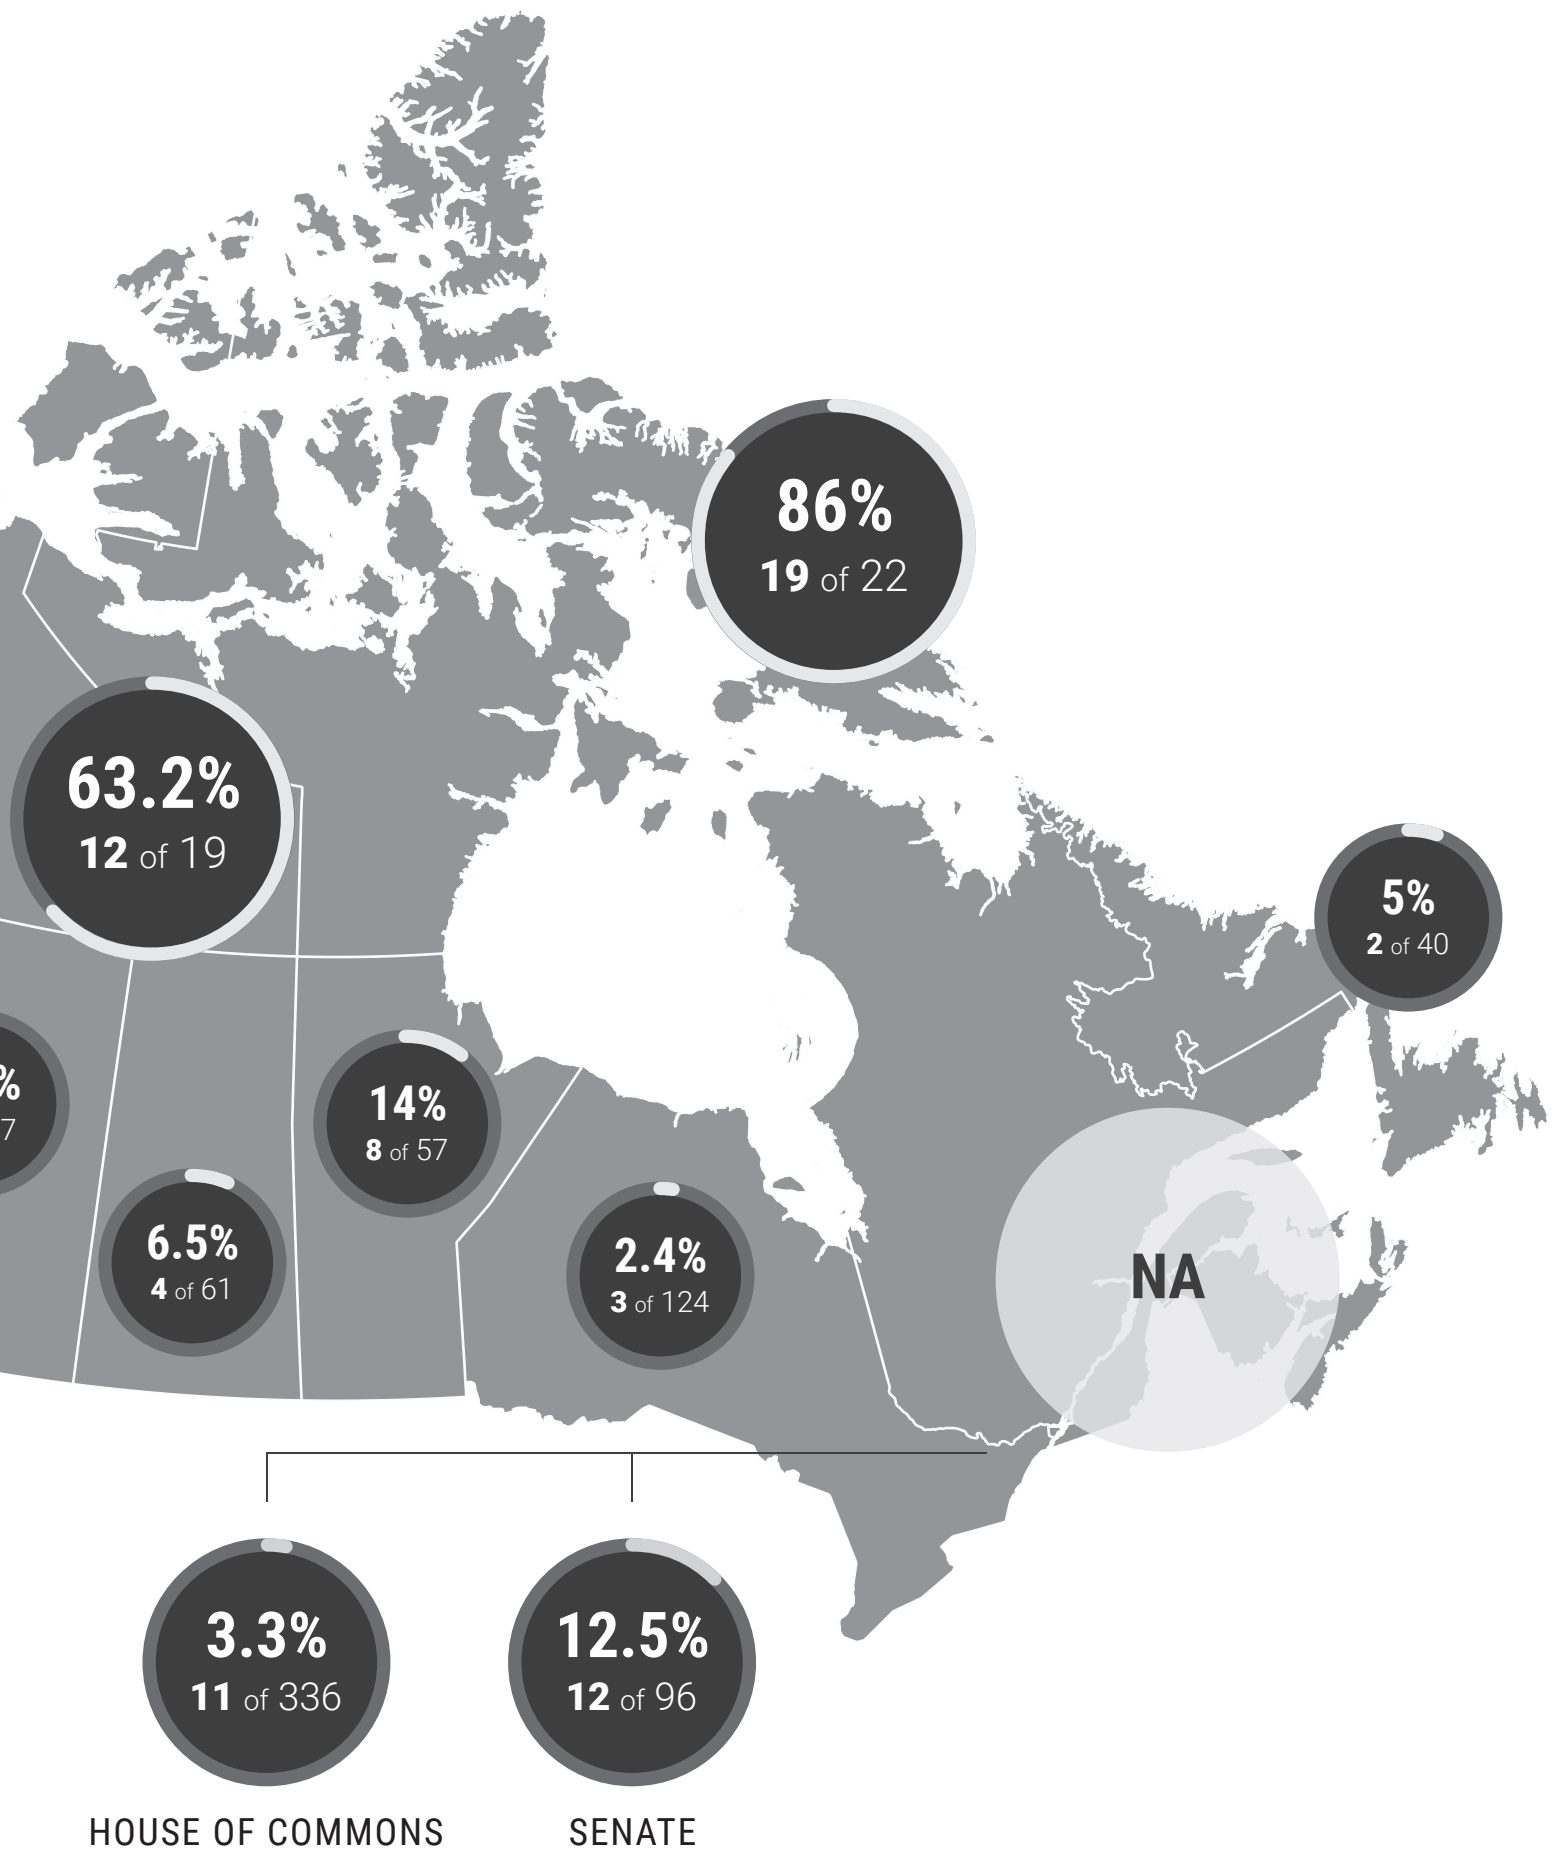 86%
19 of 22
63.2%
12 of 19
5%
2 of 40
%
7
14%
8 of 57
6.5%
4 of 61
2.4%
3 of 124
NA
3.3%
11 of 336
12.5%
12 of 96
HOUSE OF COMMONS
SENATE